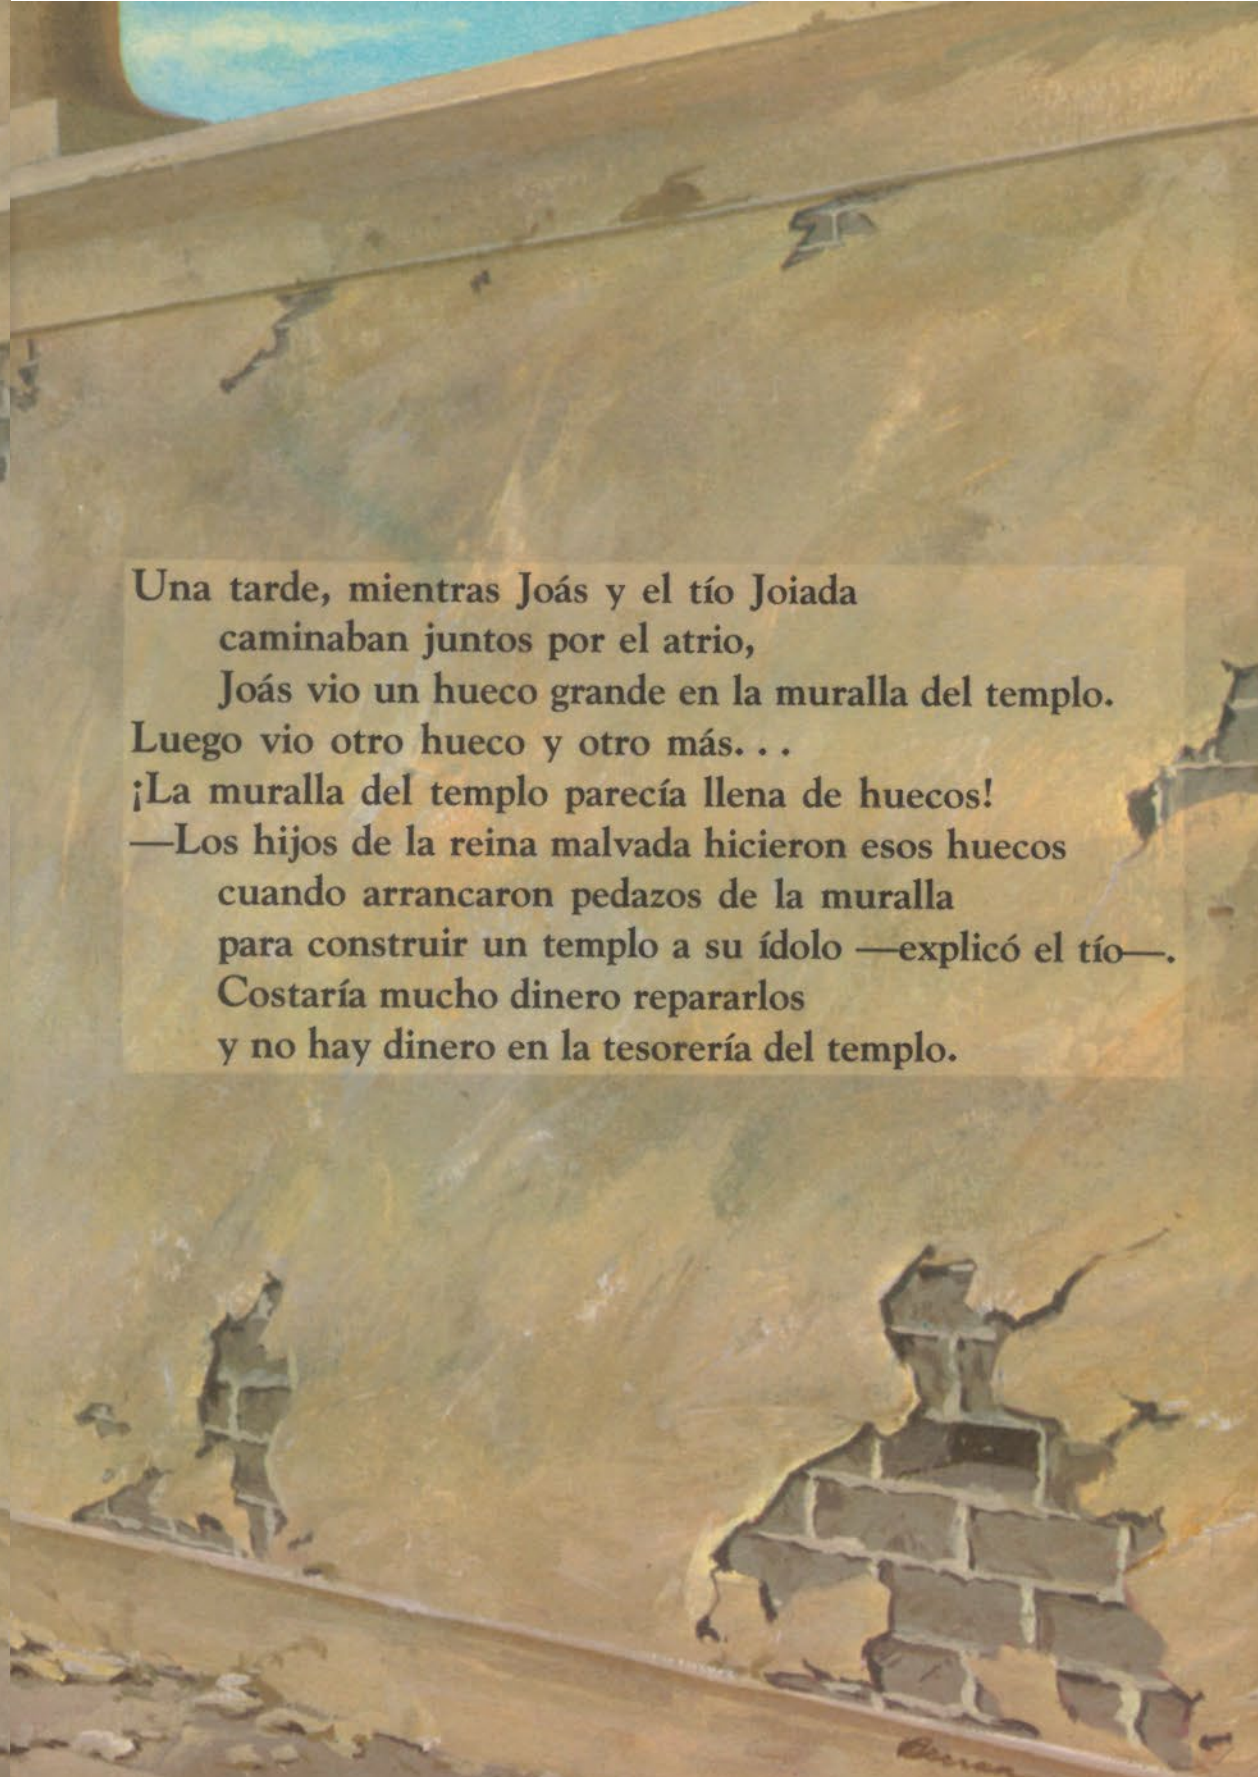 Una tarde, mientras Joás y el tío Joiada
caminaban juntos por el atrio,
Joás vio un hueco grande en la muralla del templo.
Luego vio otro hueco y otro más. . .
¡La muralla del templo parecía llena de huecos!
—Los hijos de la reina malvada hicieron esos huecos
cuando arrancaron pedazos de la muralla
para construir un templo a su ídolo —explicó el tío—.
Costaría mucho dinero repararlos
y no hay dinero en la tesorería del templo.